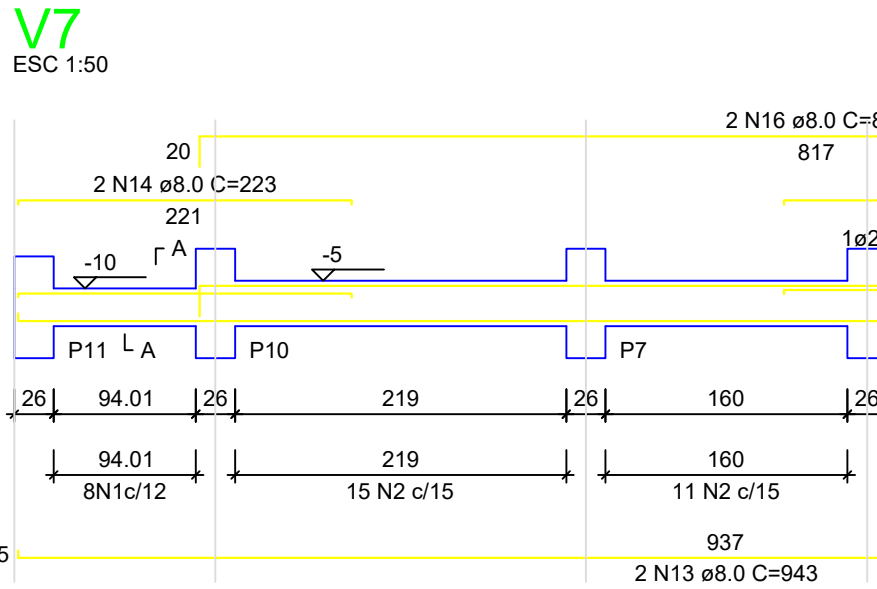 V7
ESC 1:50
2 N16 ø8.0 C=8
20
817
2 N14 ø8.0 C=223
221
A
-10
-5
1ø2
P11
A
P10
P7
26
94.01
26
219
26
160
26
94.01
219
160
8N1c/12
15 N2 c/15
11 N2 c/15
937
5
2 N13 ø8.0 C=943